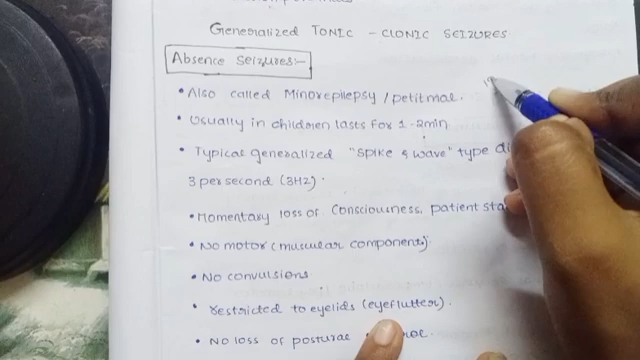 Generalized TONIC - CLONIC SEIZURES
Absence Seizures:-
• Also called Minorepilepsy / petitmal.
• Usually in children lasts for 1-2min
• Typical generalized "spike & wave" type
3 per second (3Hz).
• Momentary loss of consciousness, patient
• No motor (muscular components).
• No convulsions
• restricted to eyelids (eyeflutter).
• No loss of postural